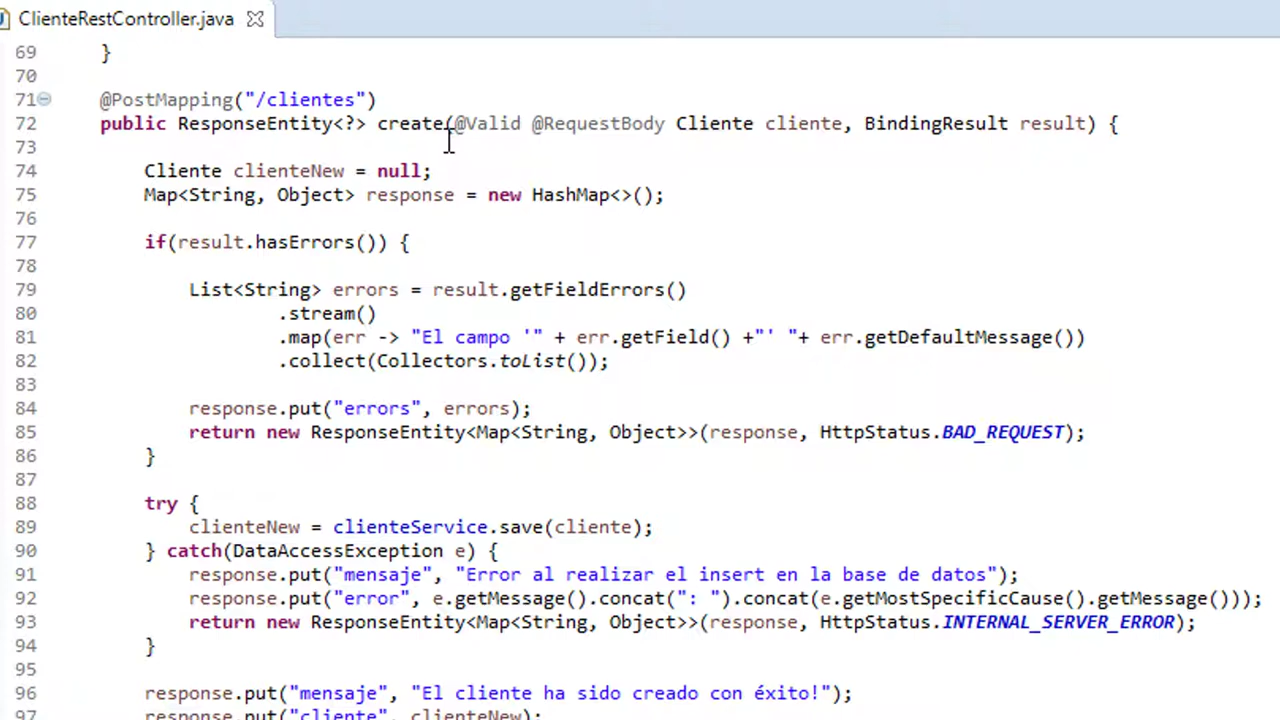 ClienteRestController.java
69 }
70
71 @PostMapping("/clientes")
72 public ResponseEntity<?> create(@Valid @RequestBody Cliente cliente, BindingResult result) {
73
74 Cliente clienteNew = null;
75 Map<String, Object> response = new HashMap<>();
76
77 if(result.hasErrors()) {
78
79 List<String> errors = result.getFieldErrors()
80 .stream()
81 .map(err -> "El campo '" + err.getField() +"' "+ err.getDefaultMessage())
82 .collect(Collectors.toList());
83
84 response.put("errors", errors);
85 return new ResponseEntity<Map<String, Object>>(response, HttpStatus.BAD_REQUEST);
86 }
87
88 try {
89 clienteNew = clienteService.save(cliente);
90 } catch(DataAccessException e) {
91 response.put("mensaje", "Error al realizar el insert en la base de datos");
92 response.put("error", e.getMessage().concat(": ").concat(e.getMostSpecificCause().getMessage()));
93 return new ResponseEntity<Map<String, Object>>(response, HttpStatus.INTERNAL_SERVER_ERROR);
94 }
95
96 response.put("mensaje", "El cliente ha sido creado con éxito!");
97 response.put("cliente", clienteNew);